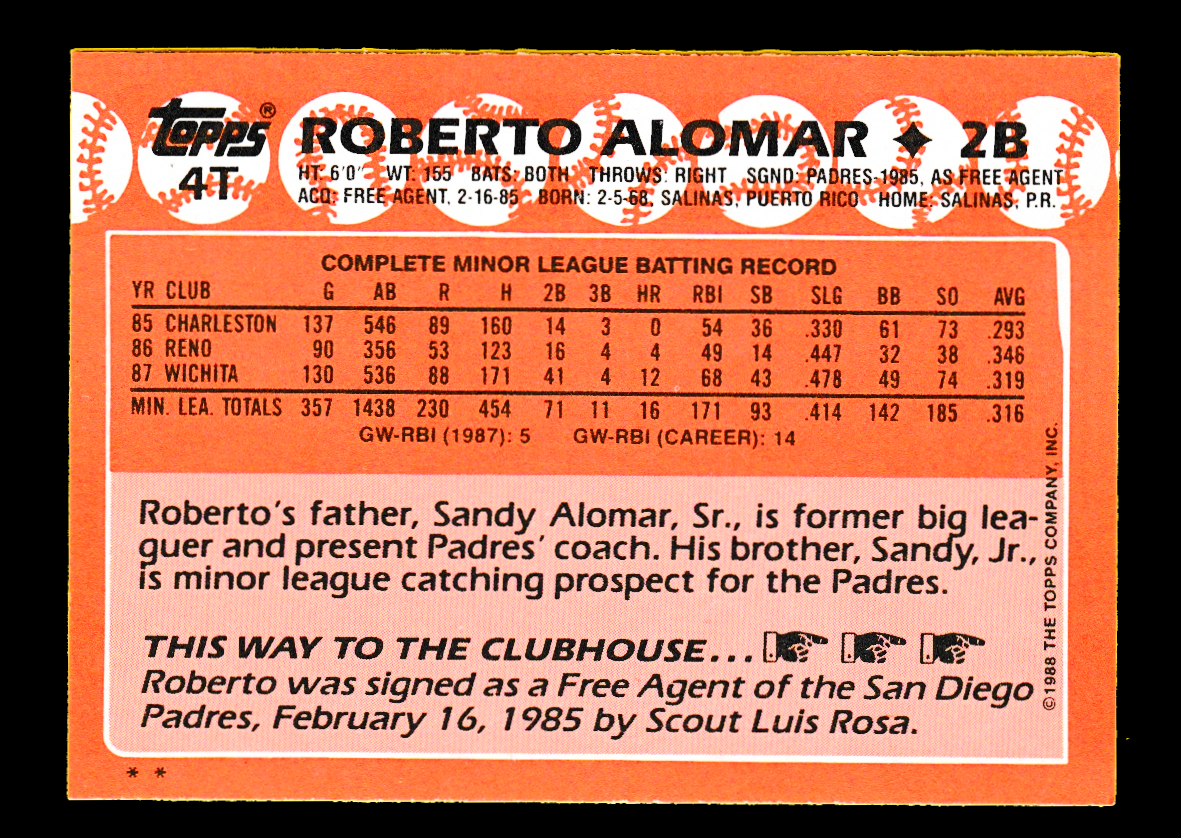 topps® ROBERTO ALOMAR ✦ 2B
4T
HT: 6'0" WT: 155 BATS: BOTH THROWS: RIGHT SGND: PADRES-1985, AS FREE AGENT
ACQ: FREE AGENT, 2-16-85 BORN: 2-5-68, SALINAS, PUERTO RICO HOME: SALINAS, P.R.
COMPLETE MINOR LEAGUE BATTING RECORD
YR CLUB G AB R H 2B 3B HR RBI SB SLG BB SO AVG
85 CHARLESTON 137 546 89 160 14 3 0 54 36 .330 61 73 .293
86 RENO 90 356 53 123 16 4 4 49 14 .447 32 38 .346
87 WICHITA 130 536 88 171 41 4 12 68 43 .478 49 74 .319
MIN. LEA. TOTALS 357 1438 230 454 71 11 16 171 93 .414 142 185 .316
GW-RBI (1987): 5 GW-RBI (CAREER): 14
Roberto's father, Sandy Alomar, Sr., is former big lea-
guer and present Padres' coach. His brother, Sandy, Jr.,
is minor league catching prospect for the Padres.
THIS WAY TO THE CLUBHOUSE...
Roberto was signed as a Free Agent of the San Diego
Padres, February 16, 1985 by Scout Luis Rosa.
©1988 THE TOPPS COMPANY, INC.
* *